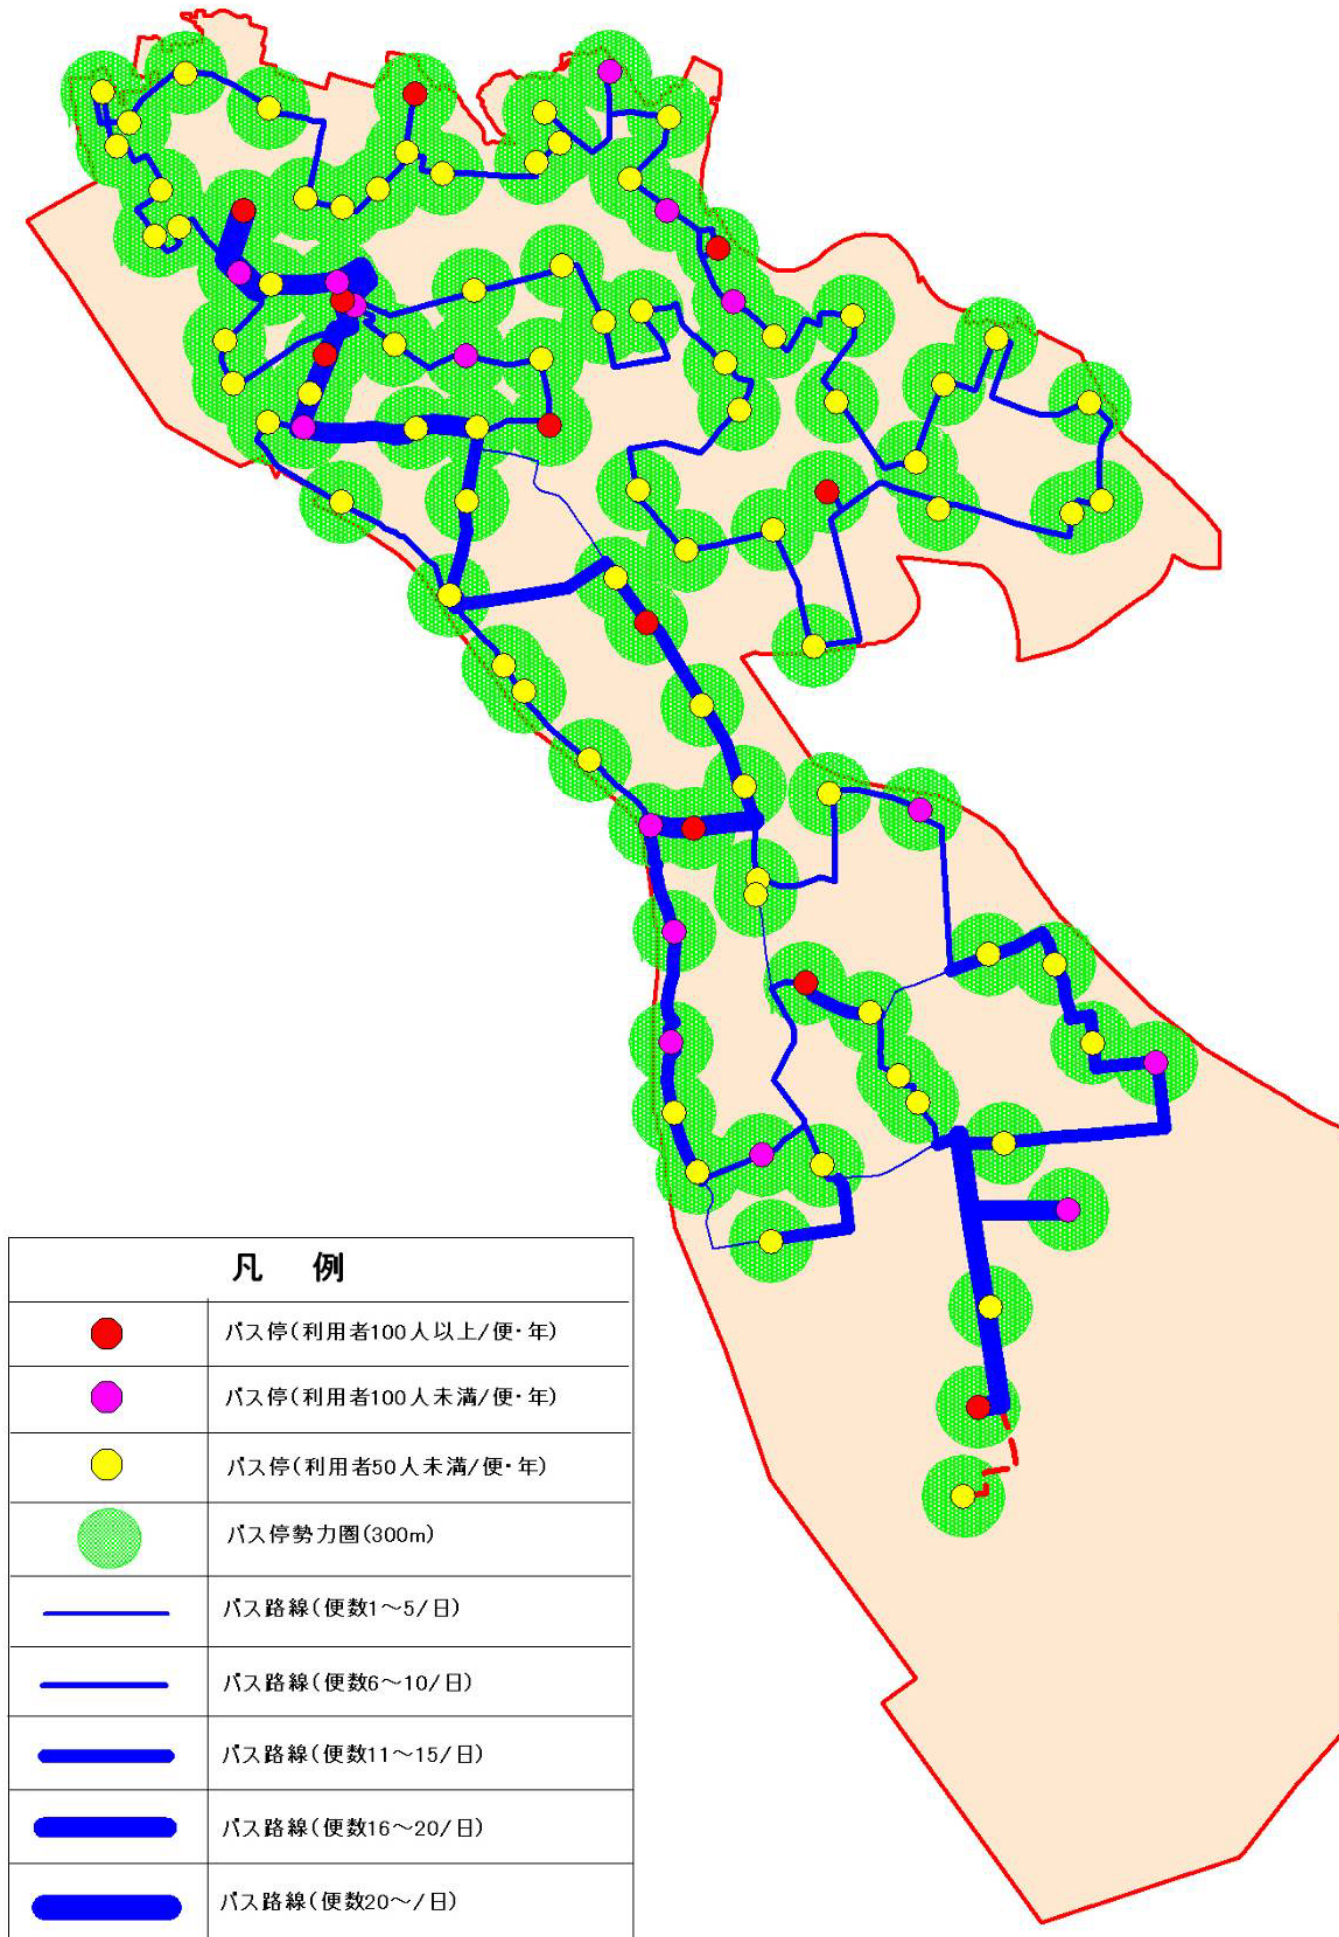 凡 例
バス停(利用者100人以上/便・年)
バス停(利用者100人未満/便・年)
バス停(利用者50人未満/便・年)
バス停勢力圏(300m)
バス路線(便数1～5/日)
バス路線(便数6～10/日)
バス路線(便数11～15/日)
バス路線(便数16～20/日)
バス路線(便数20～/日)